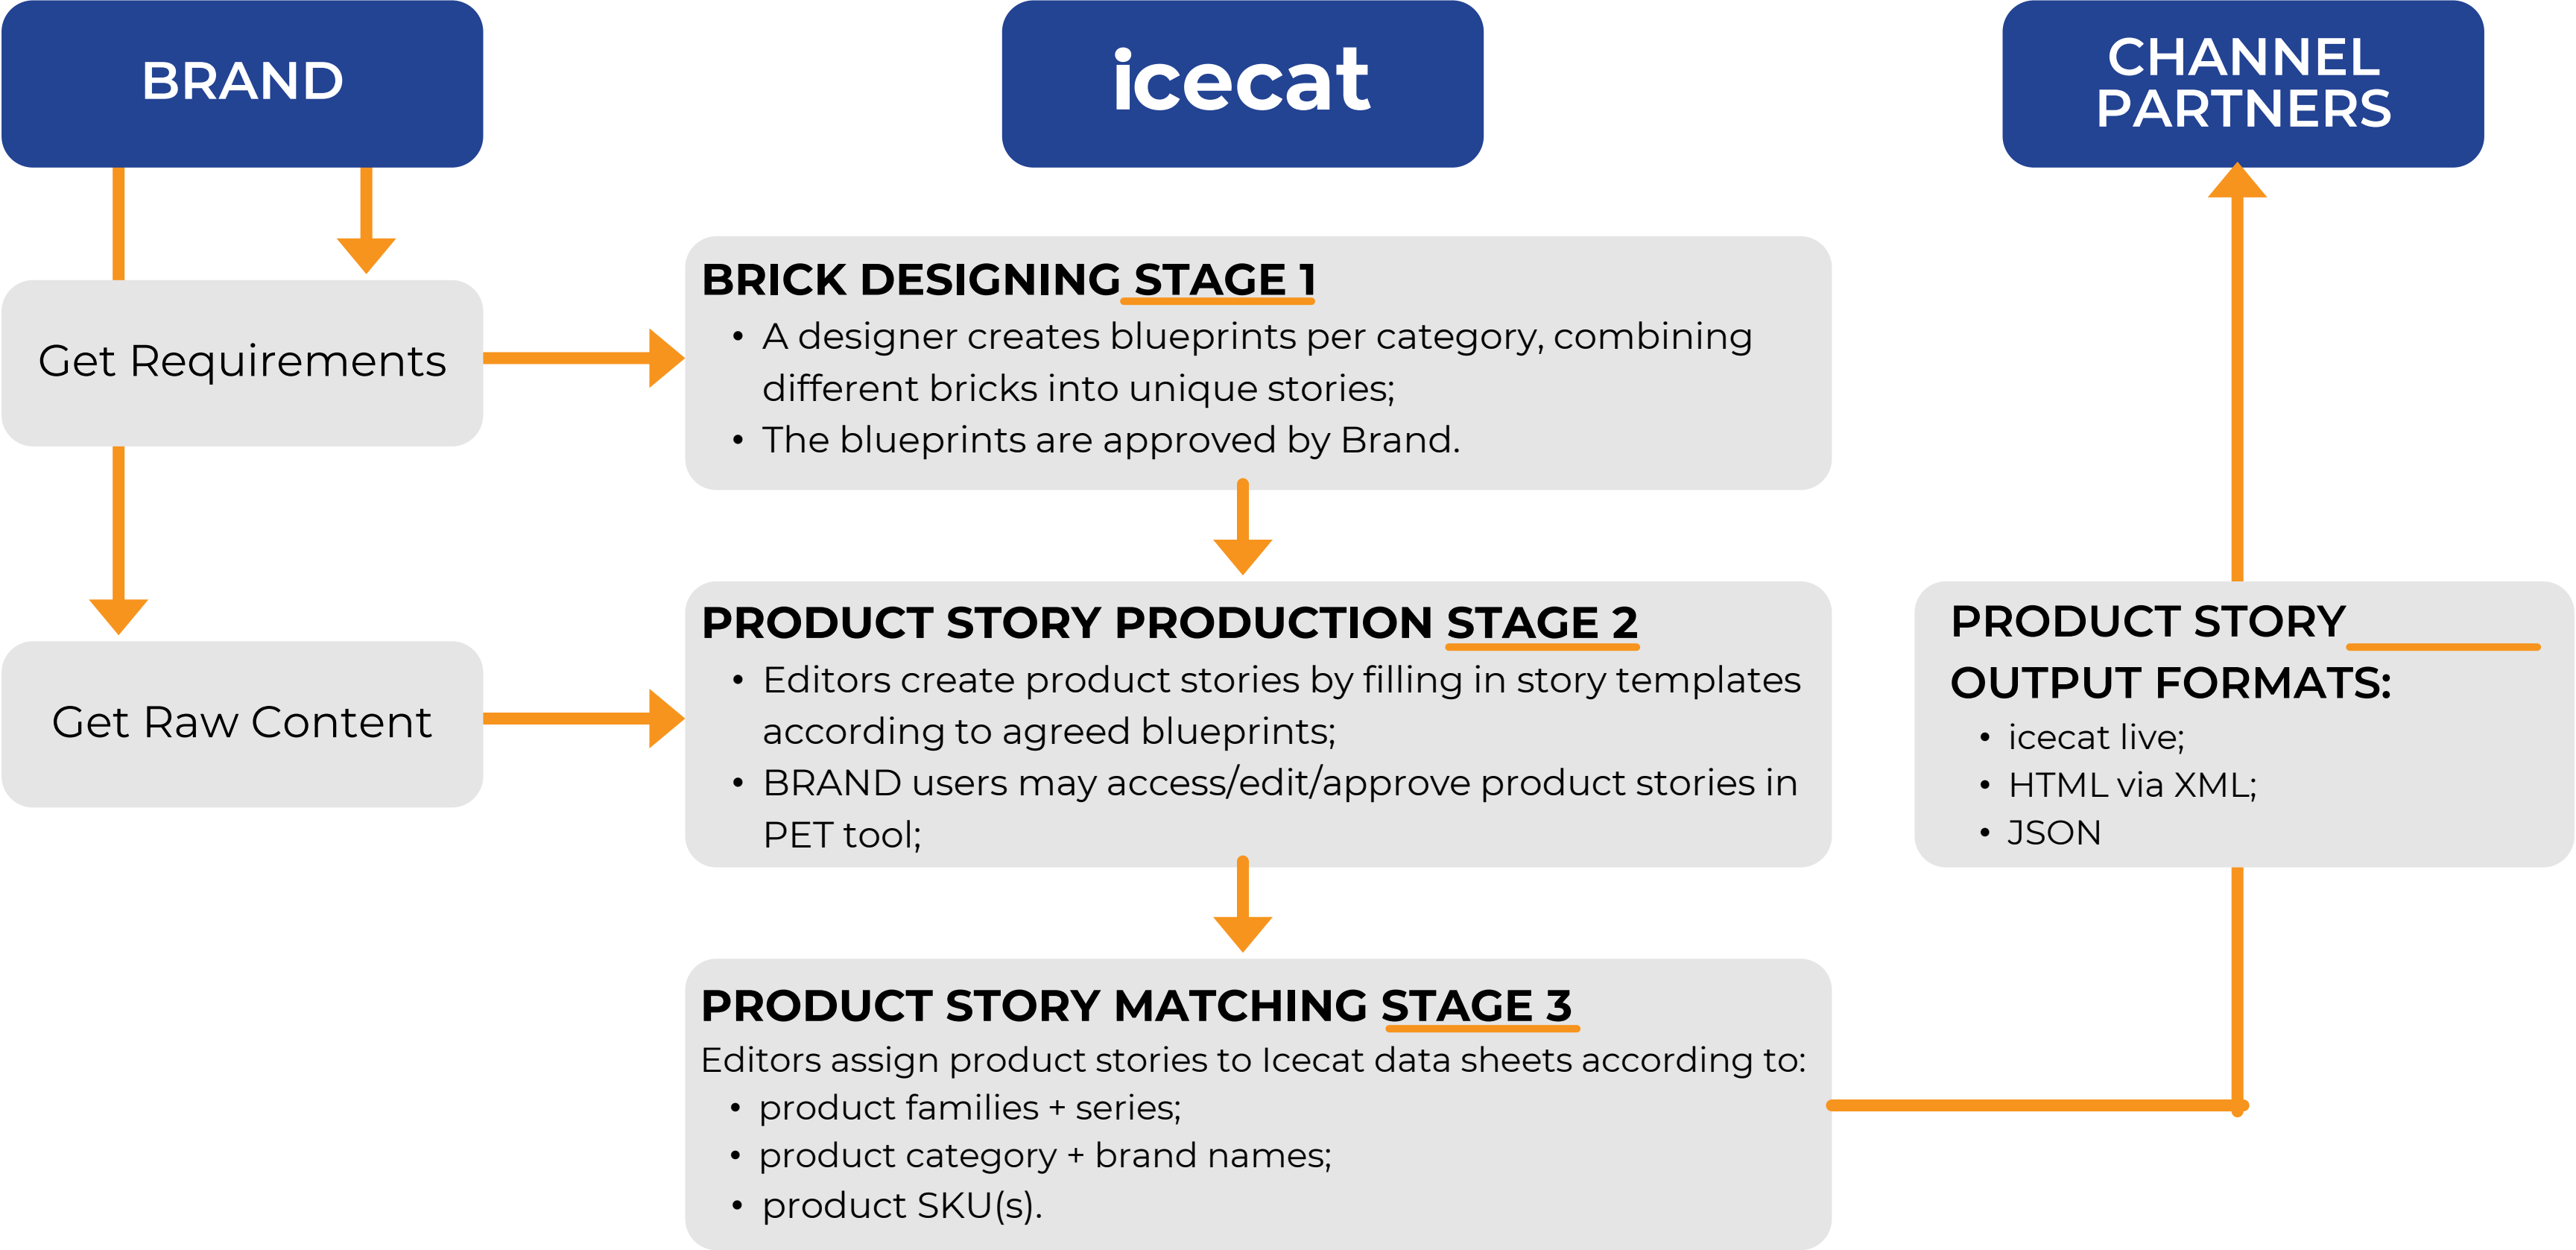 BRAND
Get Requirements
Get Raw Content
icecat
BRICK DESIGNING STAGE 1
• A designer creates blueprints per category, combining
different bricks into unique stories;
• The blueprints are approved by Brand.
PRODUCT STORY PRODUCTION STAGE 2
• Editors create product stories by filling in story templates
according to agreed blueprints;
• BRAND users may access/edit/approve product stories in
PET tool;
PRODUCT STORY MATCHING STAGE 3
Editors assign product stories to Icecat data sheets according to:
• product families + series;
• product category + brand names;
• product SKU(s).
CHANNEL
PARTNERS
PRODUCT STORY
OUTPUT FORMATS:
• icecat live;
• HTML via XML;
• JSON